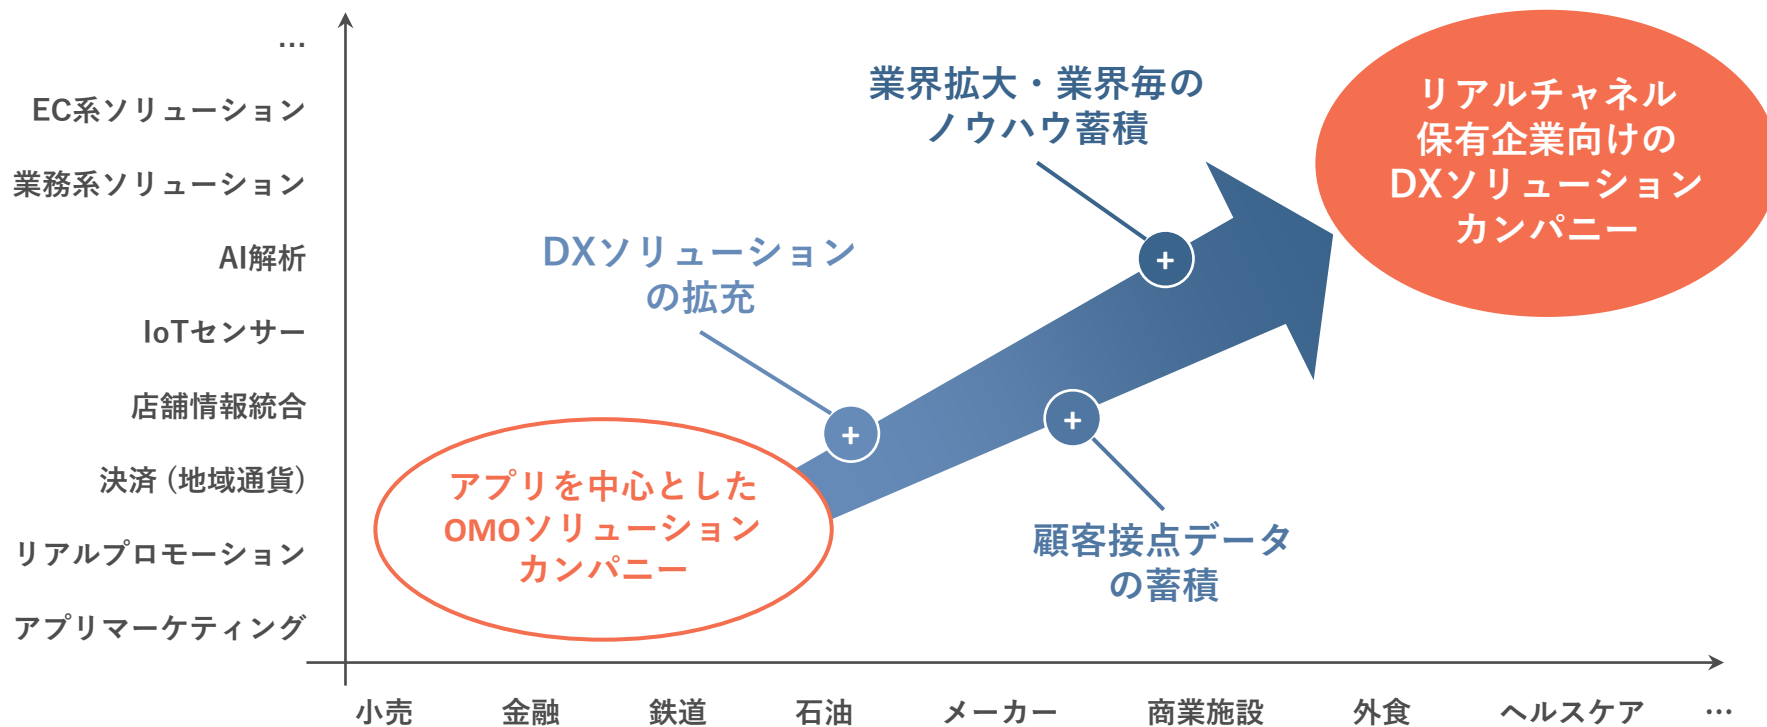 …
EC系ソリューション
業務系ソリューション
AI解析
IoTセンサー
店舗情報統合
決済 (地域通貨)
リアルプロモーション
アプリマーケティング
業界拡大・業界毎の
ノウハウ蓄積
リアルチャネル
保有企業向けの
DXソリューション
カンパニー
DXソリューション
の拡充
+
+
+
アプリを中心とした
OMOソリューション
カンパニー
顧客接点データ
の蓄積
小売 金融 鉄道 石油 メーカー 商業施設 外食 ヘルスケア …